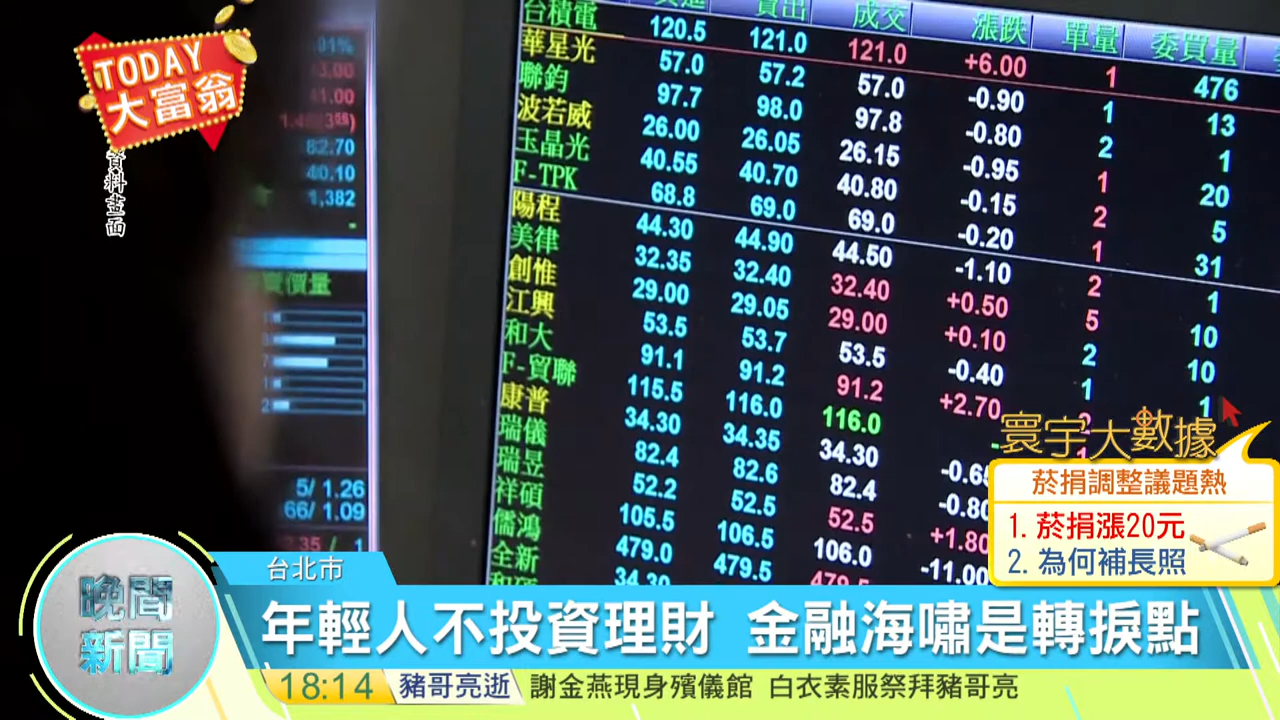 TODAY
大富翁
資料畫面
.01%
1,382
82.70
40.10
賣價量
5/ 1.26
66/ 1.09
賣出 成交 漲跌 單量 委買量
台積電 120.5 121.0 121.0 +6.00 1 476
華星光 57.0 57.2 57.0 -0.90 1 13
聯鈞 97.7 98.0 97.8 -0.80 2 1
波若威 26.00 26.05 26.15 -0.95 1 20
玉晶光 40.55 40.70 40.80 -0.15 2 5
F-TPK 68.8 69.0 69.0 -0.20 1 31
陽程 44.30 44.90 44.50 -1.10 2 1
美律 32.35 32.40 32.40 +0.50 5 10
創惟 29.00 29.05 29.00 +0.10 2 10
江興 53.5 53.7 53.5 -0.40 1 1
和大 91.1 91.2 91.2 +2.70 2
F-貿聯 115.5 116.0 116.0
康普 34.30 34.35 34.30 -0.65
瑞儀 82.4 82.6 82.4 -0.80
瑞昱 52.2 52.5 52.5 +1.80
祥碩 105.5 106.5 106.0 -11.00
儒鴻 479.0 479.5 479.5
全新 34.30
寰宇大數據
菸捐調整議題熱
1. 菸捐漲20元
2. 為何補長照
晚間
新聞
台北市
年輕人不投資理財 金融海嘯是轉捩點
18:14 豬哥亮逝 謝金燕現身殯儀館 白衣素服祭拜豬哥亮